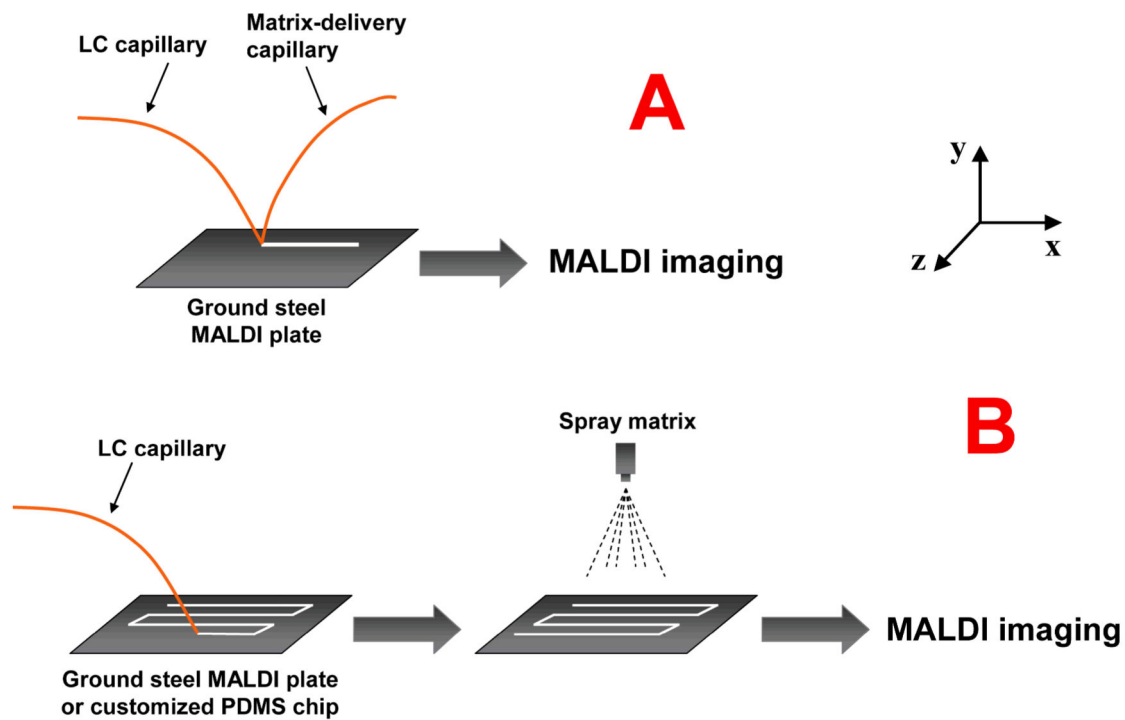 LC capillary
Matrix-delivery
capillary
A
y
x
z
MALDI imaging
Ground steel
MALDI plate
B
Spray matrix
LC capillary
MALDI imaging
Ground steel MALDI plate
or customized PDMS chip